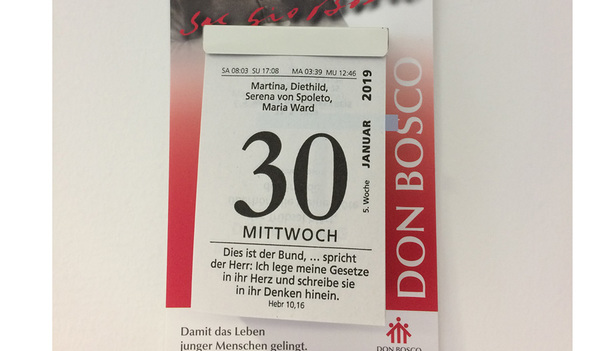 SA 08:03 SU 17:08 MA 03:39 MU 12:46
Martina, Diethild,
Serena von Spoleto,
Maria Ward
5. Woche JANUAR 2019
30
MITTWOCH
Dies ist der Bund, ... spricht
der Herr: Ich lege meine Gesetze
in ihr Herz und schreibe sie
in ihr Denken hinein.
Hebr 10,16
DON BOSCO
Damit das Leben
junger Menschen gelingt.
DON BOSCO